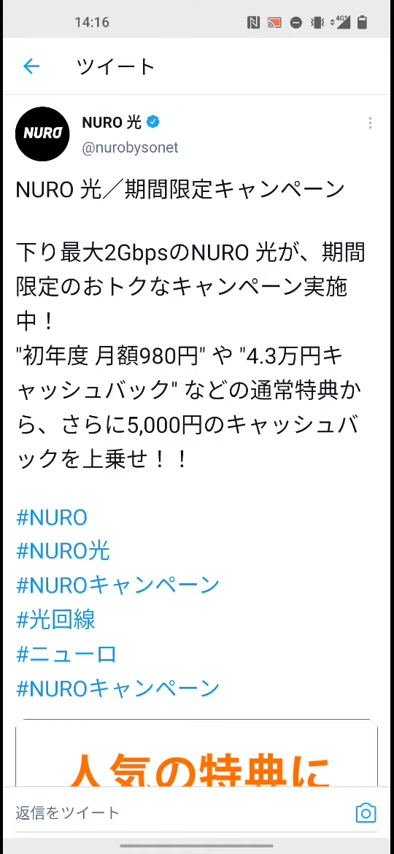 14:16
4G+
ツイート
NURO
NURO 光
@nurobysonet
NURO 光／期間限定キャンペーン
下り最大2GbpsのNURO 光が、期間
限定のおトクなキャンペーン実施
中！
"初年度 月額980円" や "4.3万円キ
ャッシュバック" などの通常特典か
ら、さらに5,000円のキャッシュバ
ックを上乗せ！！
#NURO
#NURO光
#NUROキャンペーン
#光回線
#ニューロ
#NUROキャンペーン
人気の特典に
返信をツイート